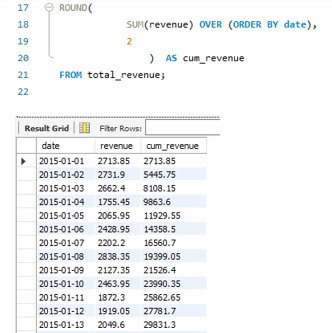 17 ROUND(
18 SUM(revenue) OVER (ORDER BY date),
19 2
20 ) AS cum_revenue
21 FROM total_revenue;
22
Result Grid Filter Rows:
date revenue cum_revenue
2015-01-01 2713.85 2713.85
2015-01-02 2731.9 5445.75
2015-01-03 2662.4 8108.15
2015-01-04 1755.45 9863.6
2015-01-05 2065.95 11929.55
2015-01-06 2428.95 14358.5
2015-01-07 2202.2 16560.7
2015-01-08 2838.35 19399.05
2015-01-09 2127.35 21526.4
2015-01-10 2463.95 23990.35
2015-01-11 1872.3 25862.65
2015-01-12 1919.05 27781.7
2015-01-13 2049.6 29831.3